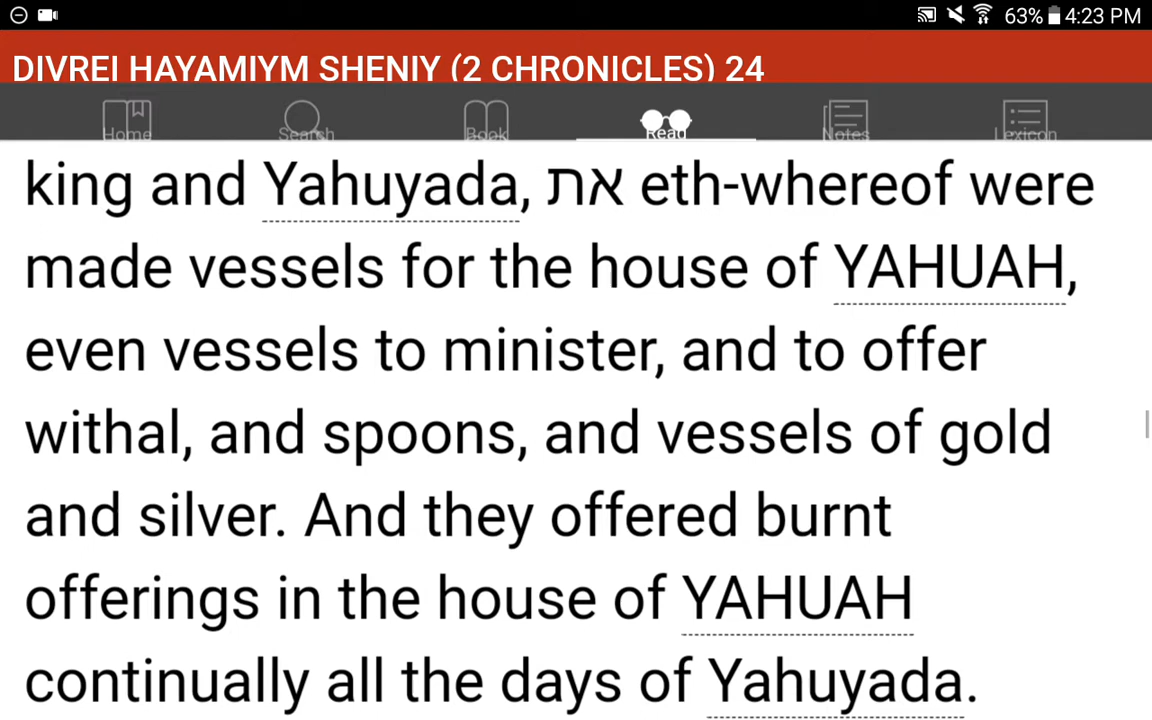 63% 4:23 PM
DIVREI HAYAMIYM SHENIY (2 CHRONICLES) 24
Home Search Book Read Notes Lexicon
king and Yahuyada, את eth-whereof were
made vessels for the house of YAHUAH,
even vessels to minister, and to offer
withal, and spoons, and vessels of gold
and silver. And they offered burnt
offerings in the house of YAHUAH
continually all the days of Yahuyada.